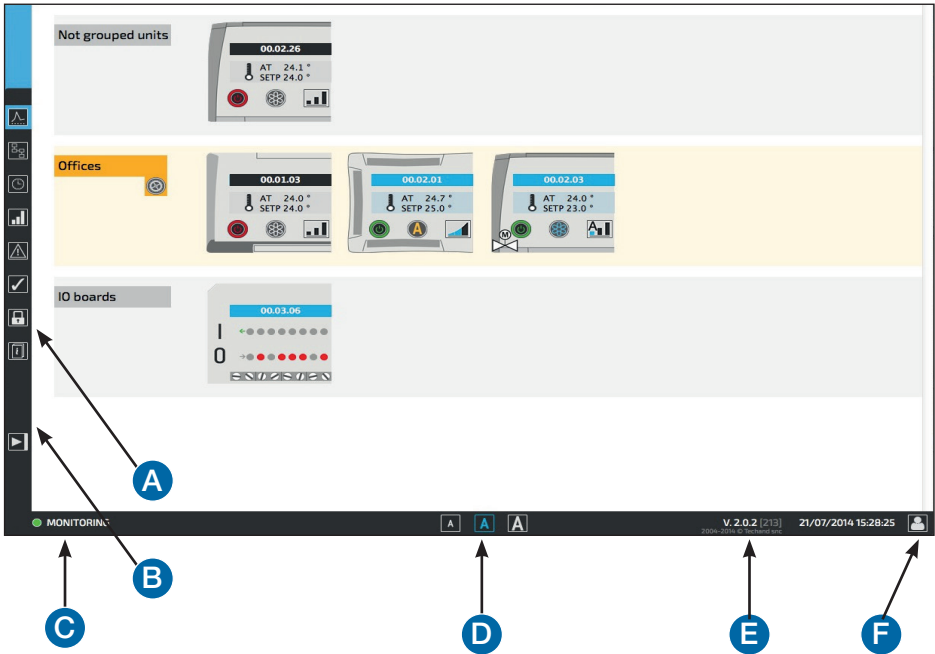 Not grouped units
00.02.26
AT 24.1 °
SETP 24.0 °
Offices
00.01.03
AT 24.0 °
SETP 24.0 °
00.02.01
AT 24.7 °
SETP 25.0 °
A
00.02.03
AT 24.0 °
SETP 23.0 °
M
A
IO boards
00.03.06
I
O
i
A
B
MONITORING
A A A
V. 2.0.2 [213]
2004-2014 © Techand snc
21/07/2014 15:28:25
C
D
E
F